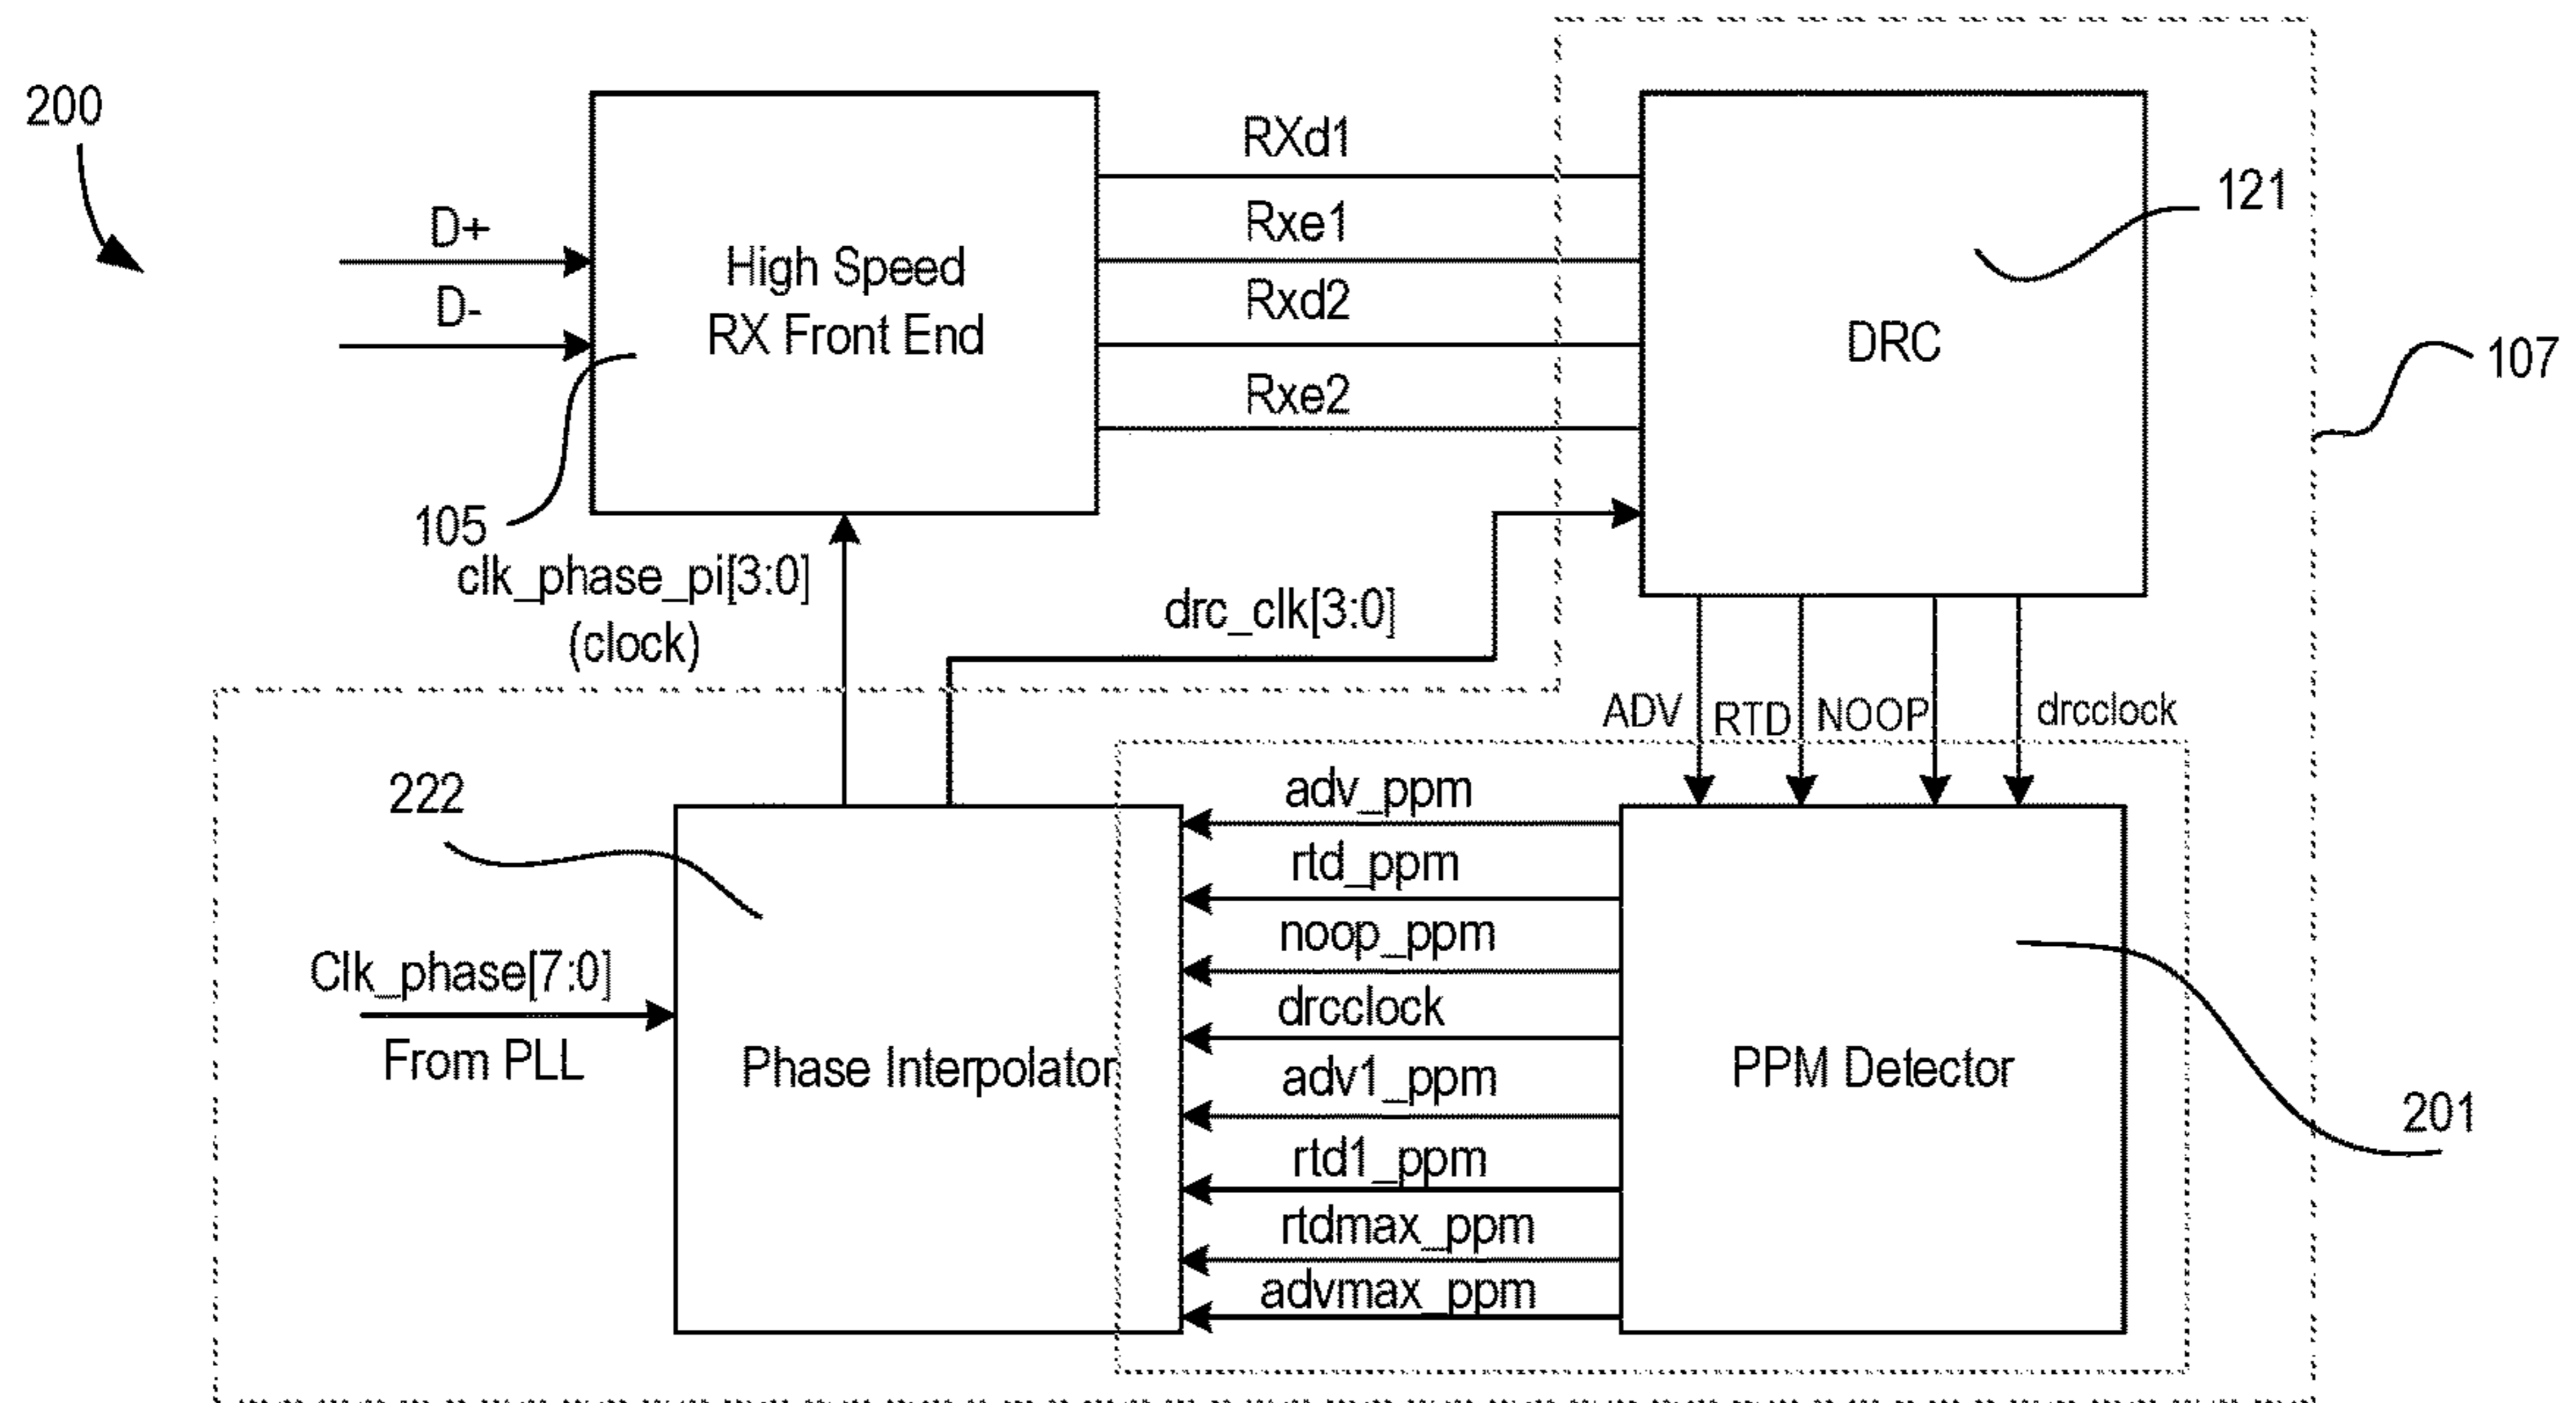 200
D+
D-
High Speed
RX Front End
105
RXd1
Rxe1
Rxd2
Rxe2
DRC
121
107
clk_phase_pi[3:0]
(clock)
drc_clk[3:0]
ADV
RTD
NOOP
drcclock
222
Clk_phase[7:0]
From PLL
Phase Interpolator
adv_ppm
rtd_ppm
noop_ppm
drcclock
adv1_ppm
rtd1_ppm
rtdmax_ppm
advmax_ppm
PPM Detector
201